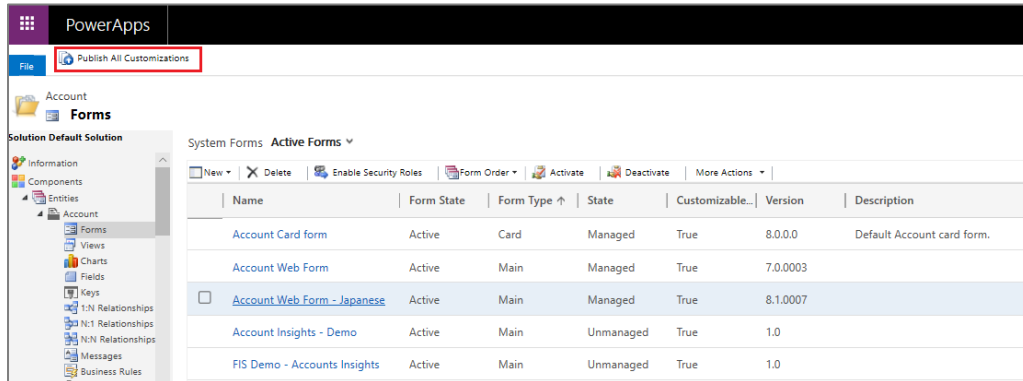 PowerApps
File
Publish All Customizations
Account
Forms
Solution Default Solution
Information
Components
Entities
Account
Forms
Views
Charts
Fields
Keys
1:N Relationships
N:1 Relationships
N:N Relationships
Messages
Business Rules
System Forms Active Forms
New Delete Enable Security Roles Form Order Activate Deactivate More Actions
Name Form State Form Type ↑ State Customizable... Version Description
Account Card form Active Card Managed True 8.0.0.0 Default Account card form.
Account Web Form Active Main Managed True 7.0.0003
Account Web Form - Japanese Active Main Managed True 8.1.0007
Account Insights - Demo Active Main Unmanaged True 1.0
FIS Demo - Accounts Insights Active Main Unmanaged True 1.0